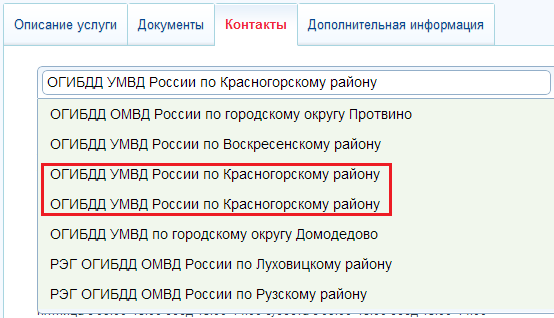 Описание услуги
Документы
Контакты
Дополнительная информация
ОГИБДД УМВД России по Красногорскому району
ОГИБДД ОМВД России по городскому округу Протвино
ОГИБДД УМВД России по Воскресенскому району
ОГИБДД УМВД России по Красногорскому району
ОГИБДД УМВД России по Красногорскому району
ОГИБДД УМВД по городскому округу Домодедово
РЭГ ОГИБДД ОМВД России по Луховицкому району
РЭГ ОГИБДД ОМВД России по Рузскому району